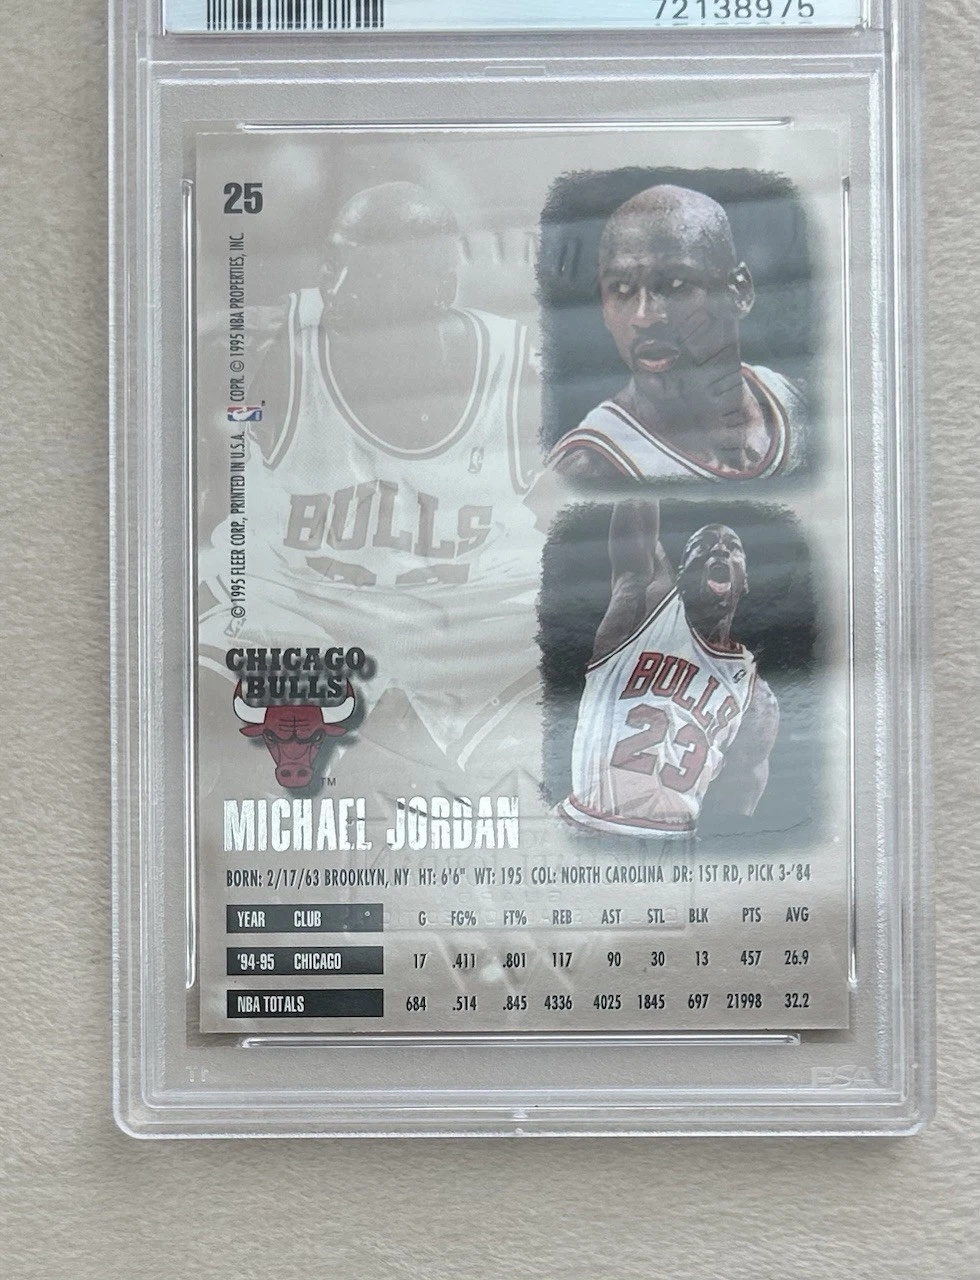 72138975
25
© 1995 FLEER CORP., PRINTED IN U.S.A. NBA COPR. © 1995 NBA PROPERTIES, INC.
BULLS
BULLS
23
CHICAGO
BULLS
TM
MICHAEL JORDAN
BORN: 2/17/63 BROOKLYN, NY HT: 6'6" WT: 195 COL: NORTH CAROLINA DR: 1ST RD, PICK 3-'84
YEAR CLUB G FG% FT% REB AST STL BLK PTS AVG
'94-95 CHICAGO 17 .411 .801 117 90 30 13 457 26.9
NBA TOTALS 684 .514 .845 4336 4025 1845 697 21998 32.2
PSA